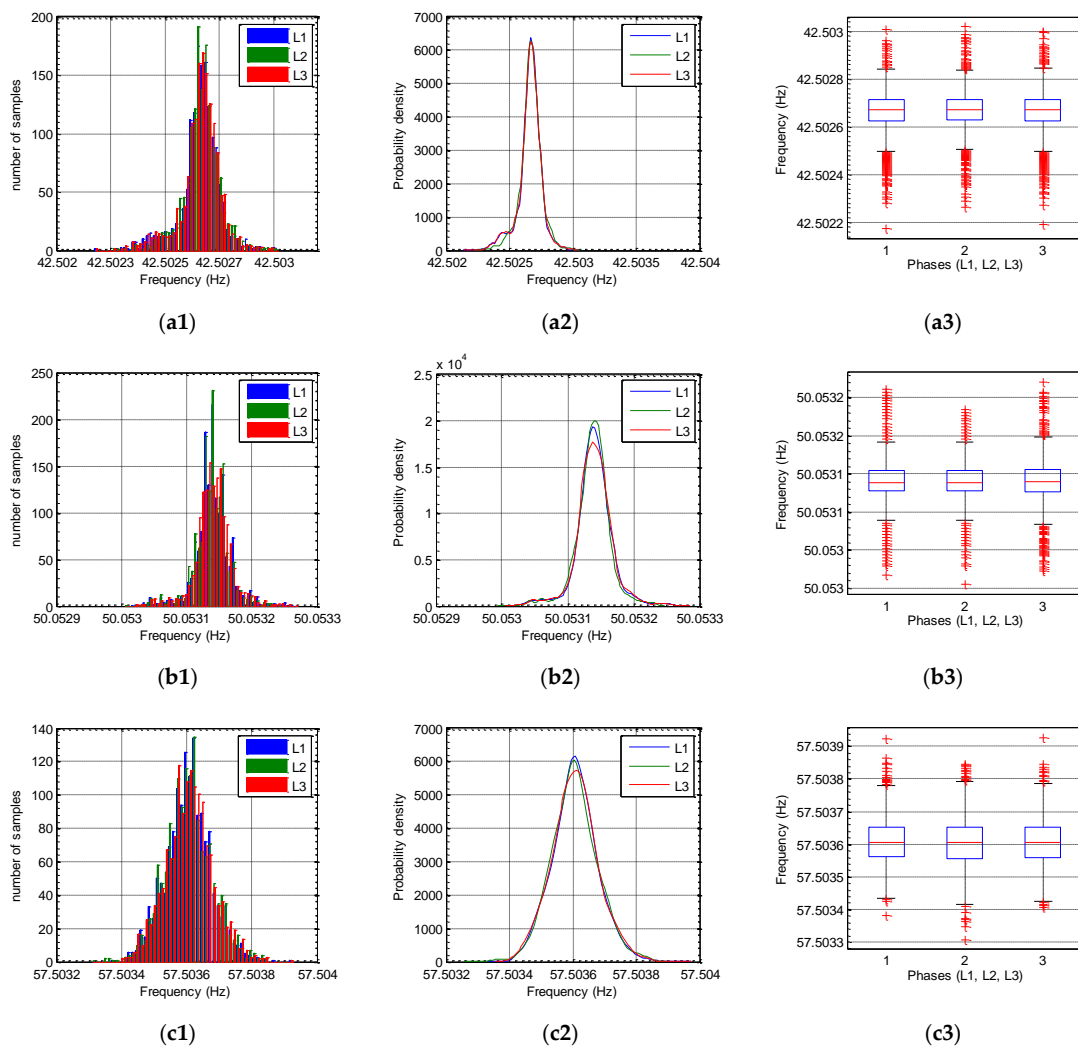 200
150
100
50
0
number of samples
42.502
42.5023
42.5027
42.5027
42.503
Frequency (Hz)
L1
L2
L3
(a1)
7000
6000
5000
4000
3000
2000
1000
0
Probability density
42.502
42.5027
42.503
42.5035
42.504
Frequency (Hz)
L1
L2
L3
(a2)
42.503
42.5028
42.5026
42.5024
42.5022
Frequency (Hz)
1
2
3
Phases (L1, L2, L3)
(a3)
250
200
150
100
50
0
number of samples
50.0529
50.053
50.0531
50.0532
50.0533
Frequency (Hz)
L1
L2
L3
(b1)
x 10^4
2.5
2
1.5
1
0.5
0
Probability density
50.0529
50.053
50.0531
50.0532
50.0533
Frequency (Hz)
L1
L2
L3
(b2)
50.0532
50.0532
50.0531
50.0531
50.053
50.053
Frequency (Hz)
1
2
3
Phases (L1, L2, L3)
(b3)
140
120
100
80
60
40
20
0
number of samples
57.5032
57.5034
57.5036
57.5038
57.504
Frequency (Hz)
L1
L2
L3
(c1)
7000
6000
5000
4000
3000
2000
1000
0
Probability density
57.5032
57.5034
57.5036
57.5038
57.504
Frequency (Hz)
L1
L2
L3
(c2)
57.5039
57.5038
57.5037
57.5036
57.5035
57.5034
57.5033
Frequency (Hz)
1
2
3
Phases (L1, L2, L3)
(c3)